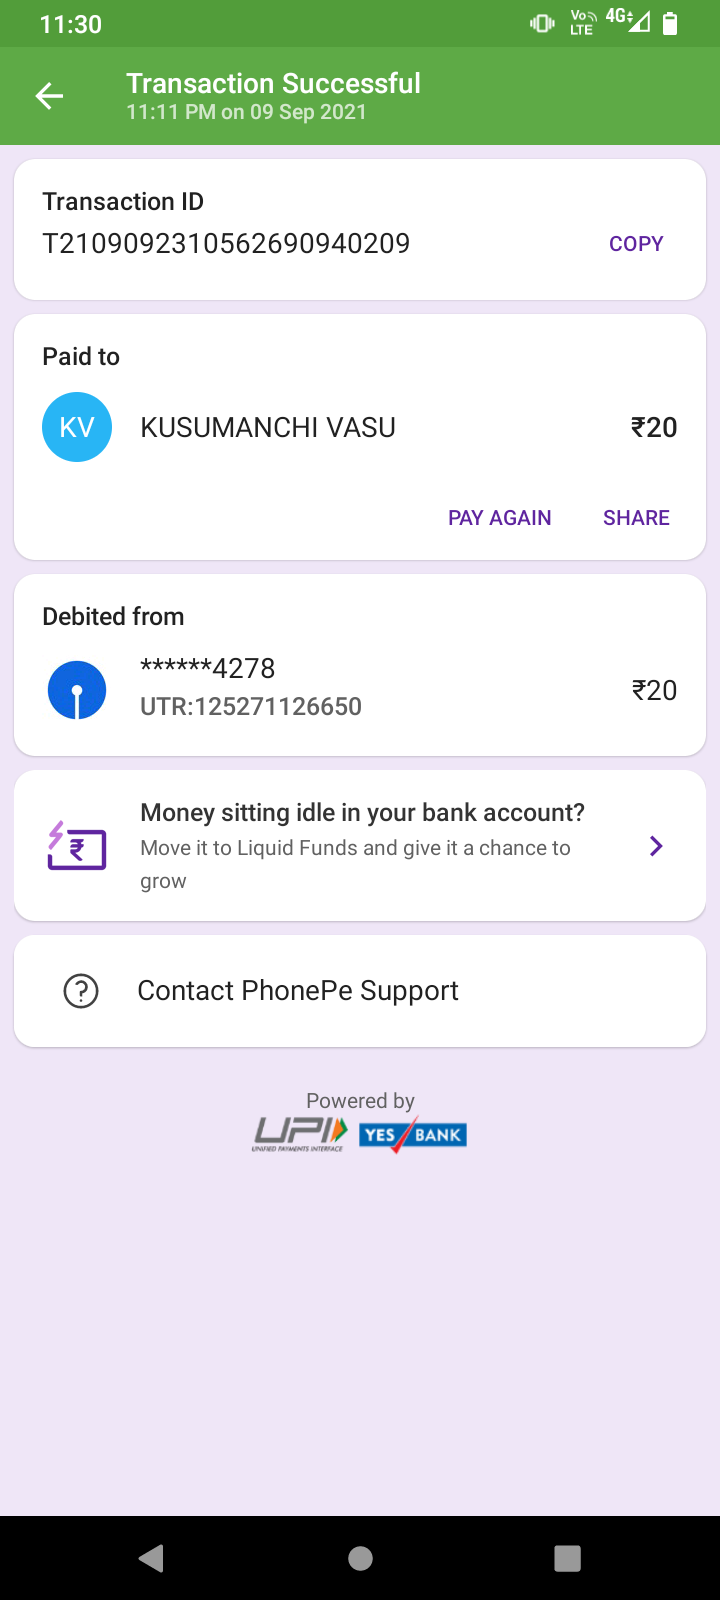 11:30
Vo
LTE
4G
Transaction Successful
11:11 PM on 09 Sep 2021
Transaction ID
T2109092310562690940209
COPY
Paid to
KV
KUSUMANCHI VASU
₹20
PAY AGAIN
SHARE
Debited from
******4278
UTR:125271126650
₹20
Money sitting idle in your bank account?
Move it to Liquid Funds and give it a chance to
grow
₹
Contact PhonePe Support
Powered by
UPI
UNIFIED PAYMENTS INTERFACE
YES BANK